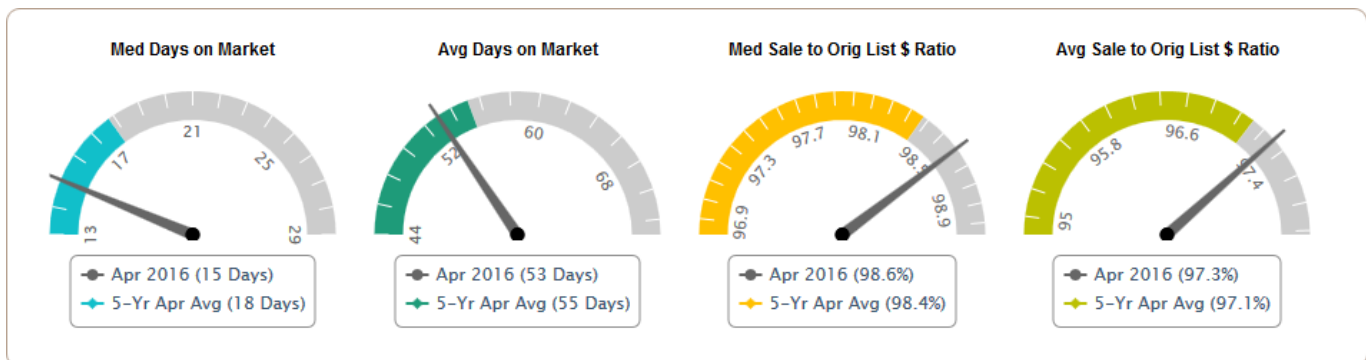 Med Days on Market
13
17
21
25
29
Apr 2016 (15 Days)
5-Yr Apr Avg (18 Days)
Avg Days on Market
44
52
60
68
Apr 2016 (53 Days)
5-Yr Apr Avg (55 Days)
Med Sale to Orig List $ Ratio
96.9
97.3
97.7
98.1
98.5
98.9
Apr 2016 (98.6%)
5-Yr Apr Avg (98.4%)
Avg Sale to Orig List $ Ratio
95
95.8
96.6
97.4
Apr 2016 (97.3%)
5-Yr Apr Avg (97.1%)